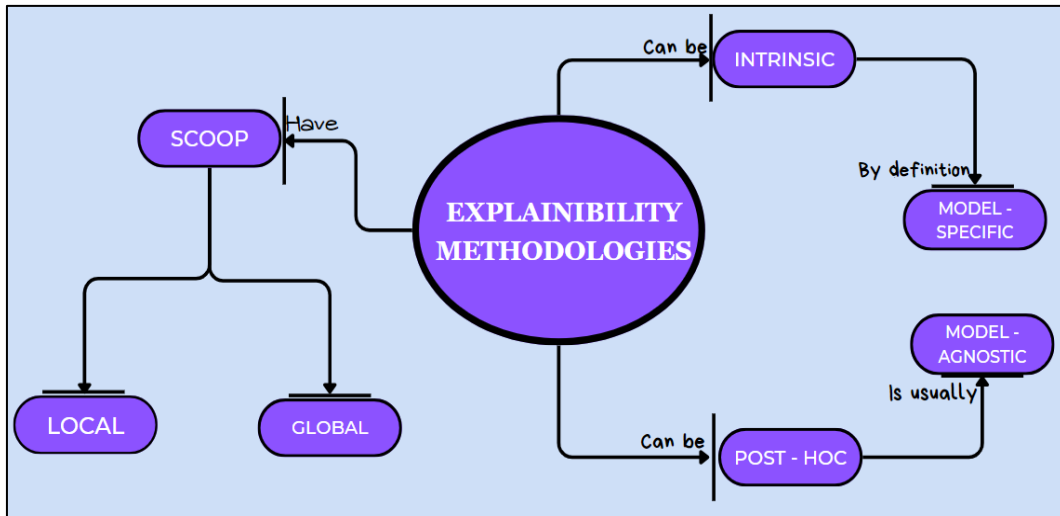 Can be
INTRINSIC
SCOOP
Have
By definition
MODEL -
SPECIFIC
EXPLAINIBILITY
METHODOLOGIES
MODEL -
AGNOSTIC
Is usually
LOCAL
GLOBAL
Can be
POST - HOC